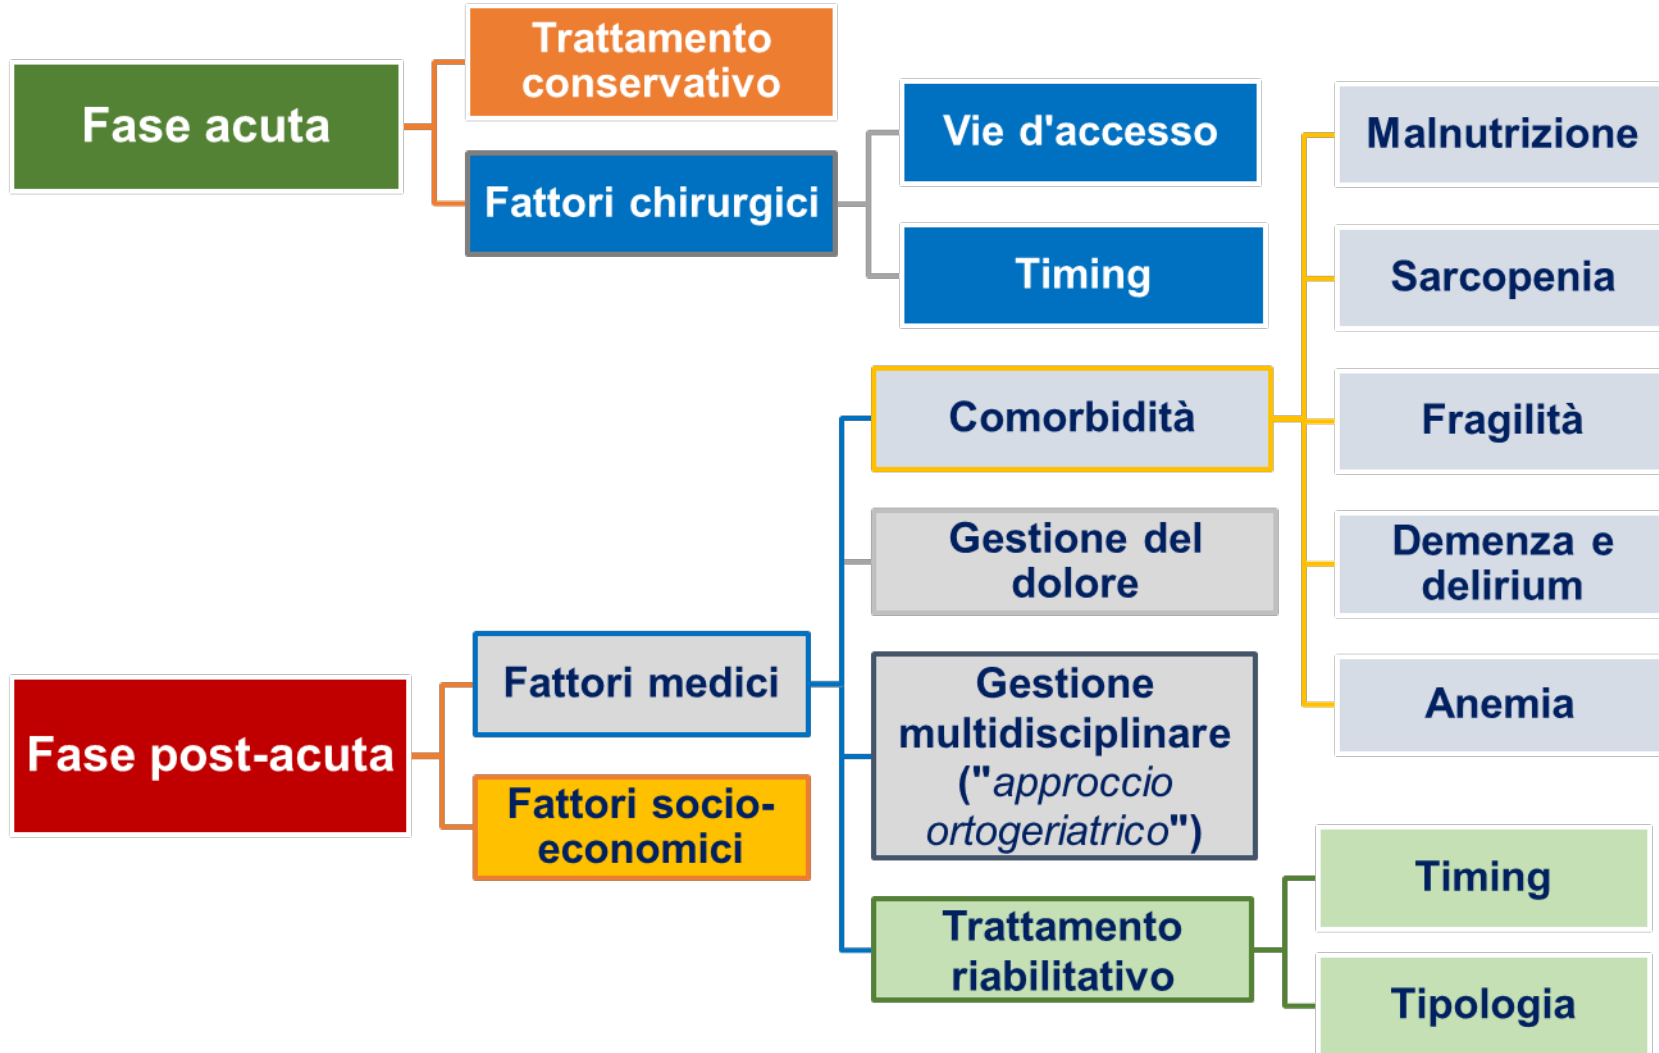 Fase acuta
Trattamento
conservativo
Fattori chirurgici
Vie d'accesso
Timing
Fase post-acuta
Fattori medici
Fattori socio-
economici
Comorbidità
Gestione del
dolore
Gestione
multidisciplinare
("approccio
ortogeriatrico")
Trattamento
riabilitativo
Malnutrizione
Sarcopenia
Fragilità
Demenza e
delirium
Anemia
Timing
Tipologia